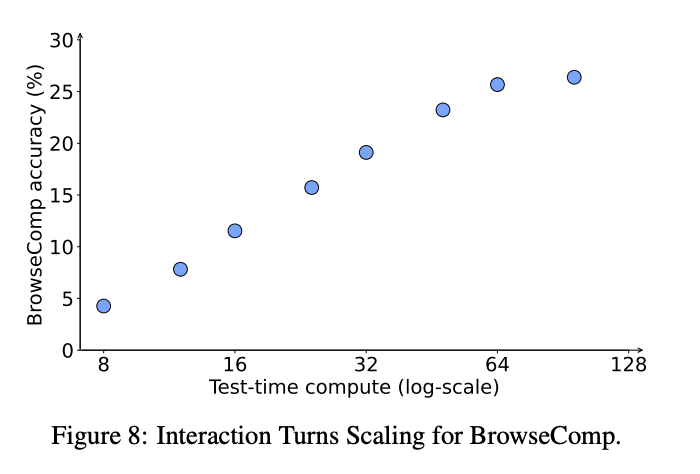 30
25
20
15
10
5
0
BrowseComp accuracy (%)
8 16 32 64 128
Test-time compute (log-scale)
Figure 8: Interaction Turns Scaling for BrowseComp.